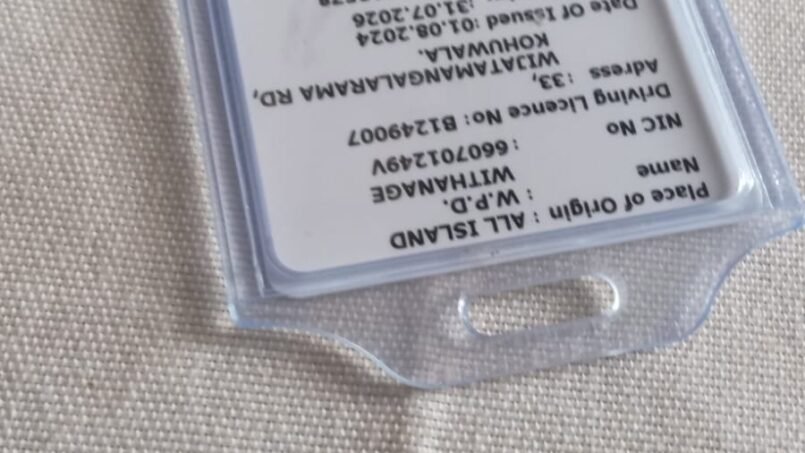 Place of Origin : ALL ISLAND
Name : W.P.D.
WITHANAGE
NIC No : 660701249V
Driving Licence No: B1249007
Adress : 33,
WIJATAMANGALARAMA RD,
KOHUWALA.
Date Of Issued :01.08.2024
:31.07.2026